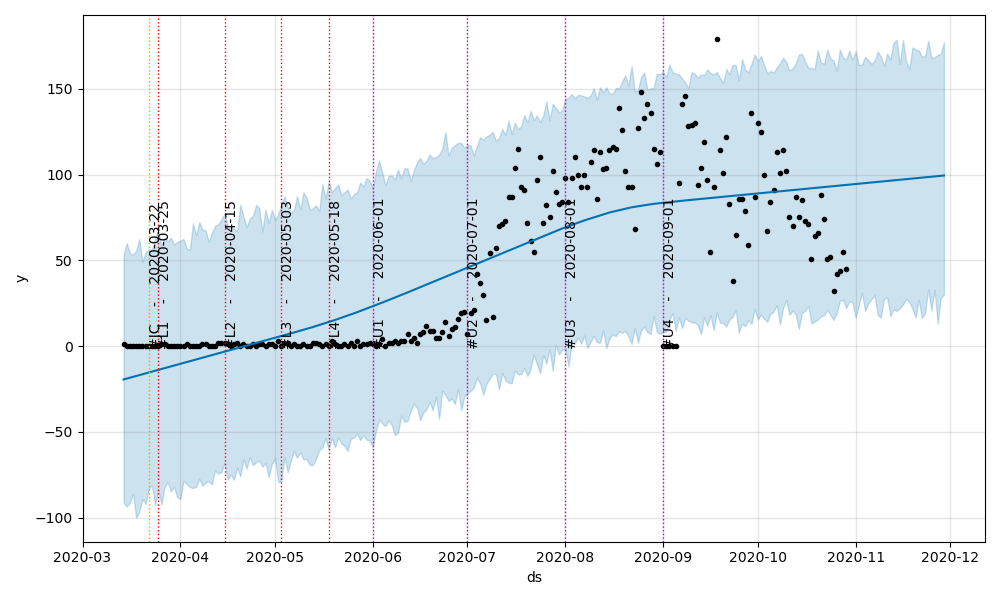 150
100
50
0
−50
−100
y
#JC - 2020-03-22
#L1 - 2020-03-25
#L2 - 2020-04-15
#L3 - 2020-05-03
#L4 - 2020-05-18
#U1 - 2020-06-01
#U2 - 2020-07-01
#U3 - 2020-08-01
#U4 - 2020-09-01
2020-03 2020-04 2020-05 2020-06 2020-07 2020-08 2020-09 2020-10 2020-11 2020-12
ds